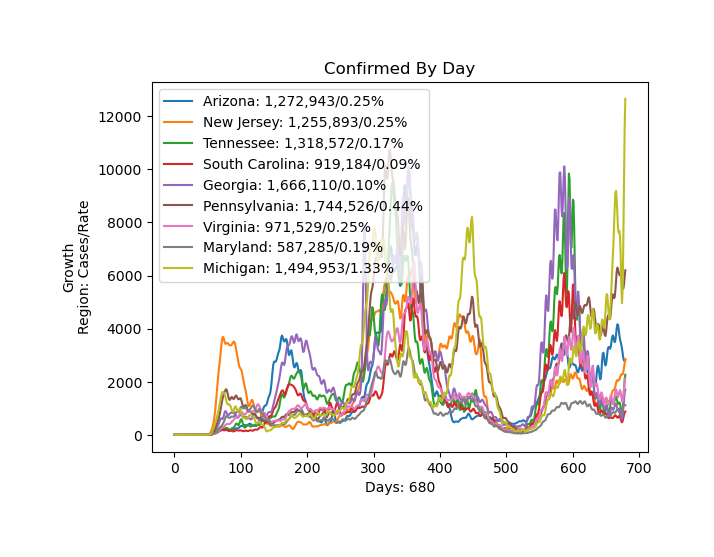 Confirmed By Day
Arizona: 1,272,943/0.25%
New Jersey: 1,255,893/0.25%
Tennessee: 1,318,572/0.17%
South Carolina: 919,184/0.09%
Georgia: 1,666,110/0.10%
Pennsylvania: 1,744,526/0.44%
Virginia: 971,529/0.25%
Maryland: 587,285/0.19%
Michigan: 1,494,953/1.33%
Growth
Region: Cases/Rate
12000
10000
8000
6000
4000
2000
0
0 100 200 300 400 500 600 700
Days: 680